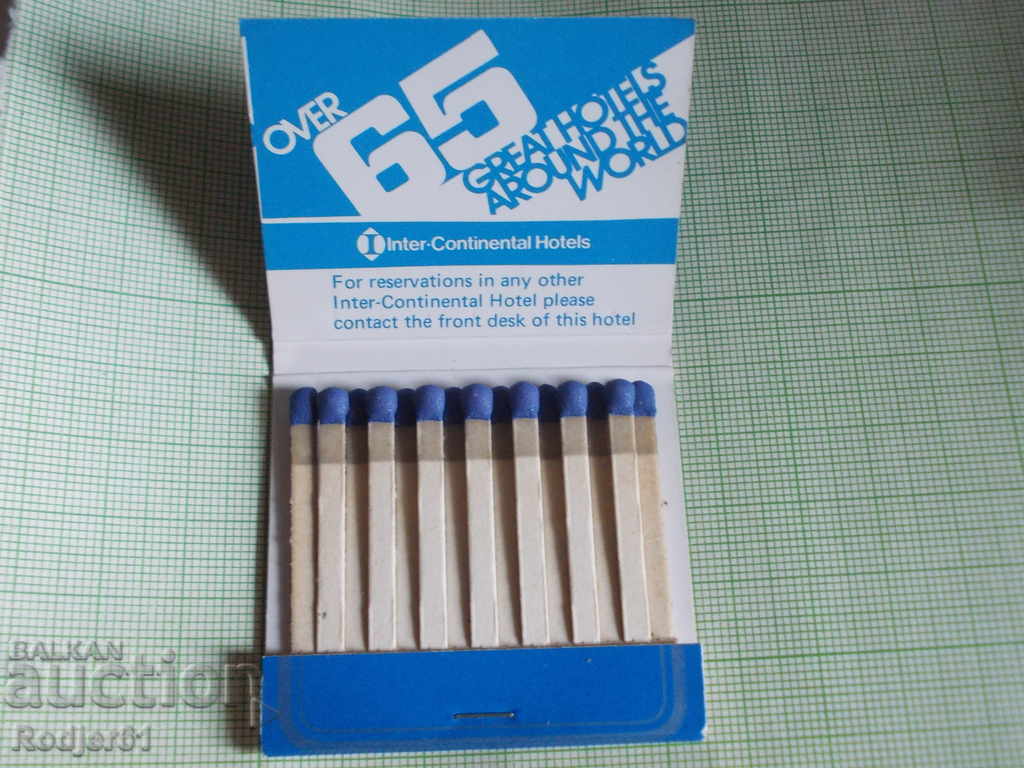 OVER 65
GREAT HOTELS
AROUND THE
WORLD
Inter-Continental Hotels
For reservations in any other
Inter-Continental Hotel please
contact the front desk of this hotel
BALKAN
auction
Rodjer61